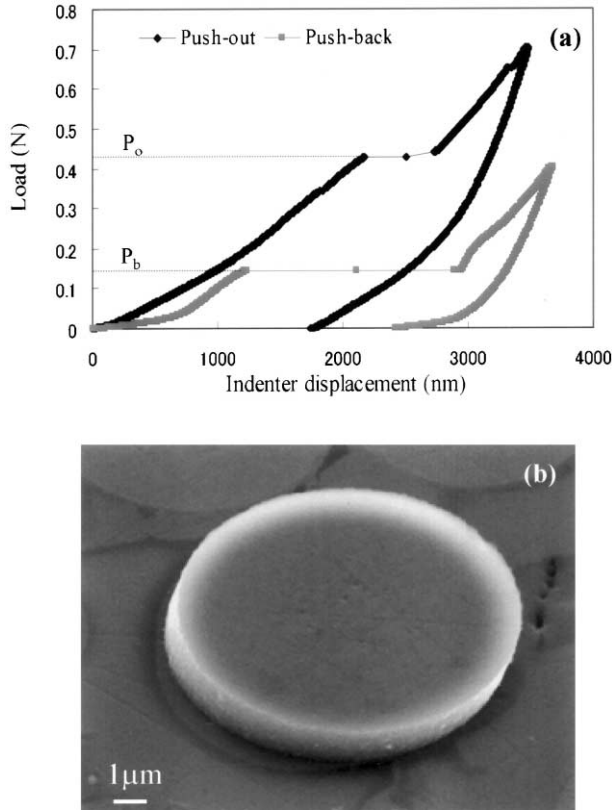 (a)
Push-out Push-back
0.8
0.7
0.6
0.5
0.4
0.3
0.2
0.1
0
Load (N)
Po
Pb
0 1000 2000 3000 4000
Indenter displacement (nm)
(b)
1μm